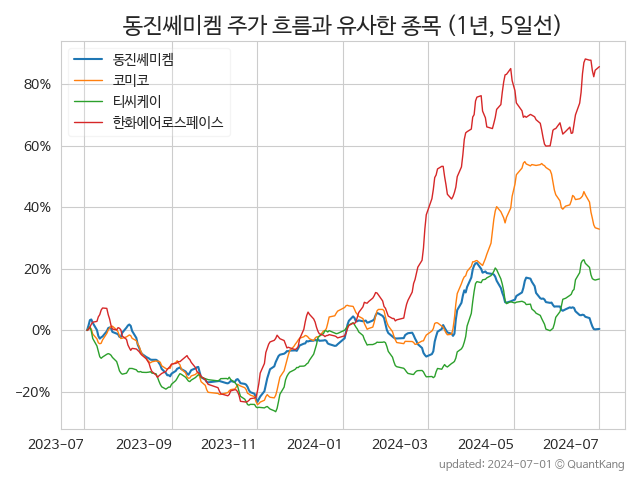 동진쎄미켐 주가 흐름과 유사한 종목 (1년, 5일선)
동진쎄미켐
코미코
티씨케이
한화에어로스페이스
80%
60%
40%
20%
0%
−20%
2023-07
2023-09
2023-11
2024-01
2024-03
2024-05
2024-07
updated: 2024-07-01 © QuantKang